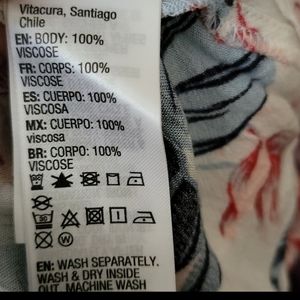 Vitacura, Santiago
Chile
EN: BODY: 100%
VISCOSE
FR: CORPS: 100%
VISCOSE
ES: CUERPO: 100%
VISCOSA
MX: CUERPO: 100%
viscosa
BR: CORPO: 100%
VISCOSE
EN: WASH SEPARATELY.
WASH & DRY INSIDE
OUT. MACHINE WASH